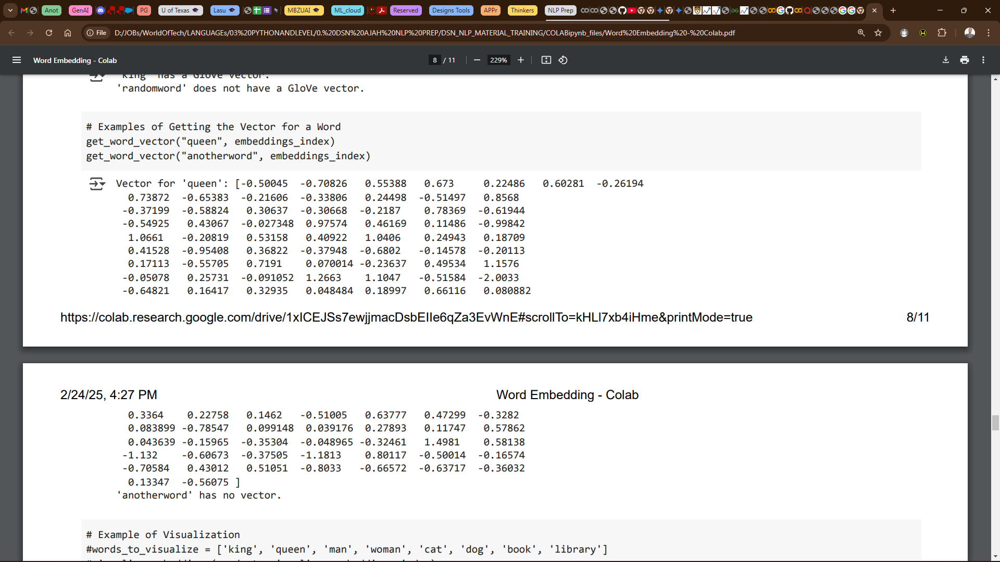 Anot
GenAI
PG
U of Texas 🎓
Lasu 🎓
MBZUAI 🎓
ML_cloud
Reserved
Designs Tools
APPr
Thinkers
NLP Prep
File
D:/JOBs/WorldOfTech/LANGUAGEs/03%20PYTHONANDLEVEL/0.%20DSN%20AJAH%20NLP%20PREP/DSN_NLP_MATERIAL_TRAINING/COLABipynb_files/Word%20Embedding%20-%20Colab.pdf
Word Embedding - Colab
8 / 11
229%
'king' has a GloVe vector.
'randomword' does not have a GloVe vector.
# Examples of Getting the Vector for a Word
get_word_vector("queen", embeddings_index)
get_word_vector("anotherword", embeddings_index)
Vector for 'queen': [-0.50045 -0.70826 0.55388 0.673 0.22486 0.60281 -0.26194
0.73872 -0.65383 -0.21606 -0.33806 0.24498 -0.51497 0.8568
-0.37199 -0.58824 0.30637 -0.30668 -0.2187 0.78369 -0.61944
-0.54925 0.43067 -0.027348 0.97574 0.46169 0.11486 -0.99842
1.0661 -0.20819 0.53158 0.40922 1.0406 0.24943 0.18709
0.41528 -0.95408 0.36822 -0.37948 -0.6802 -0.14578 -0.20113
0.17113 -0.55705 0.7191 0.070014 -0.23637 0.49534 1.1576
-0.05078 0.25731 -0.091052 1.2663 1.1047 -0.51584 -2.0033
-0.64821 0.16417 0.32935 0.048484 0.18997 0.66116 0.080882
https://colab.research.google.com/drive/1xICEJSs7ewjjmacDsbEIIe6qZa3EvWnE#scrollTo=kHLl7xb4iHme&printMode=true
8/11
2/24/25, 4:27 PM
Word Embedding - Colab
0.3364 0.22758 0.1462 -0.51005 0.63777 0.47299 -0.3282
0.083899 -0.78547 0.099148 0.039176 0.27893 0.11747 0.57862
0.043639 -0.15965 -0.35304 -0.048965 -0.32461 1.4981 0.58138
-1.132 -0.60673 -0.37505 -1.1813 0.80117 -0.50014 -0.16574
-0.70584 0.43012 0.51051 -0.8033 -0.66572 -0.63717 -0.36032
0.13347 -0.56075 ]
'anotherword' has no vector.
# Example of Visualization
#words_to_visualize = ['king', 'queen', 'man', 'woman', 'cat', 'dog', 'book', 'library']